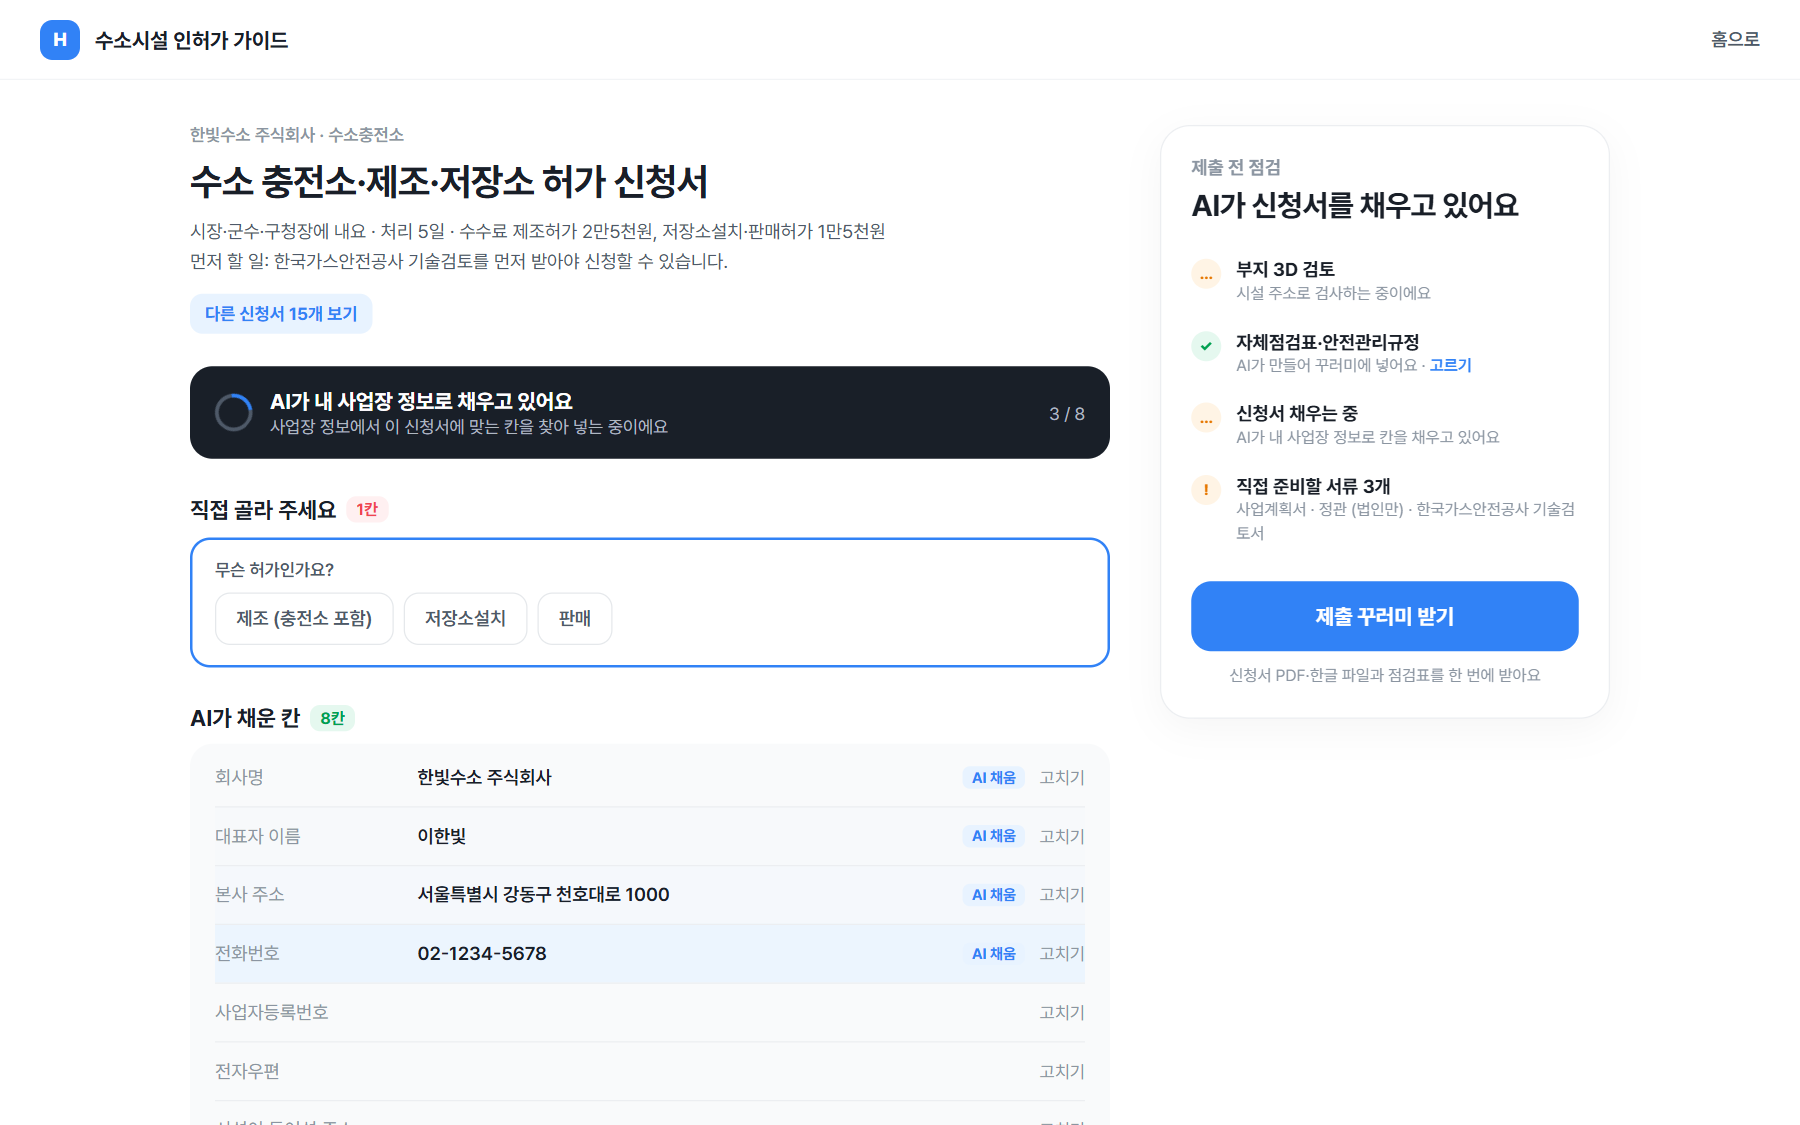 H 수소시설 인허가 가이드
홈으로
한빛수소 주식회사 · 수소충전소
수소 충전소·제조·저장소 허가 신청서
시장·군수·구청장에 내요 · 처리 5일 · 수수료 제조허가 2만5천원, 저장소설치·판매허가 1만5천원
먼저 할 일: 한국가스안전공사 기술검토를 먼저 받아야 신청할 수 있습니다.
다른 신청서 15개 보기
AI가 내 사업장 정보로 채우고 있어요
사업장 정보에서 이 신청서에 맞는 칸을 찾아 넣는 중이에요
3 / 8
직접 골라 주세요 1칸
무슨 허가인가요?
제조 (충전소 포함) 저장소설치 판매
AI가 채운 칸 8칸
회사명 한빛수소 주식회사 AI 채움 고치기
대표자 이름 이한빛 AI 채움 고치기
본사 주소 서울특별시 강동구 천호대로 1000 AI 채움 고치기
전화번호 02-1234-5678 AI 채움 고치기
사업자등록번호 고치기
전자우편 고치기
제출 전 점검
AI가 신청서를 채우고 있어요
부지 3D 검토
시설 주소로 검사하는 중이에요
자체점검표·안전관리규정
AI가 만들어 꾸러미에 넣어요 · 고르기
신청서 채우는 중
AI가 내 사업장 정보로 칸을 채우고 있어요
! 직접 준비할 서류 3개
사업계획서 · 정관 (법인만) · 한국가스안전공사 기술검
토서
제출 꾸러미 받기
신청서 PDF·한글 파일과 점검표를 한 번에 받아요